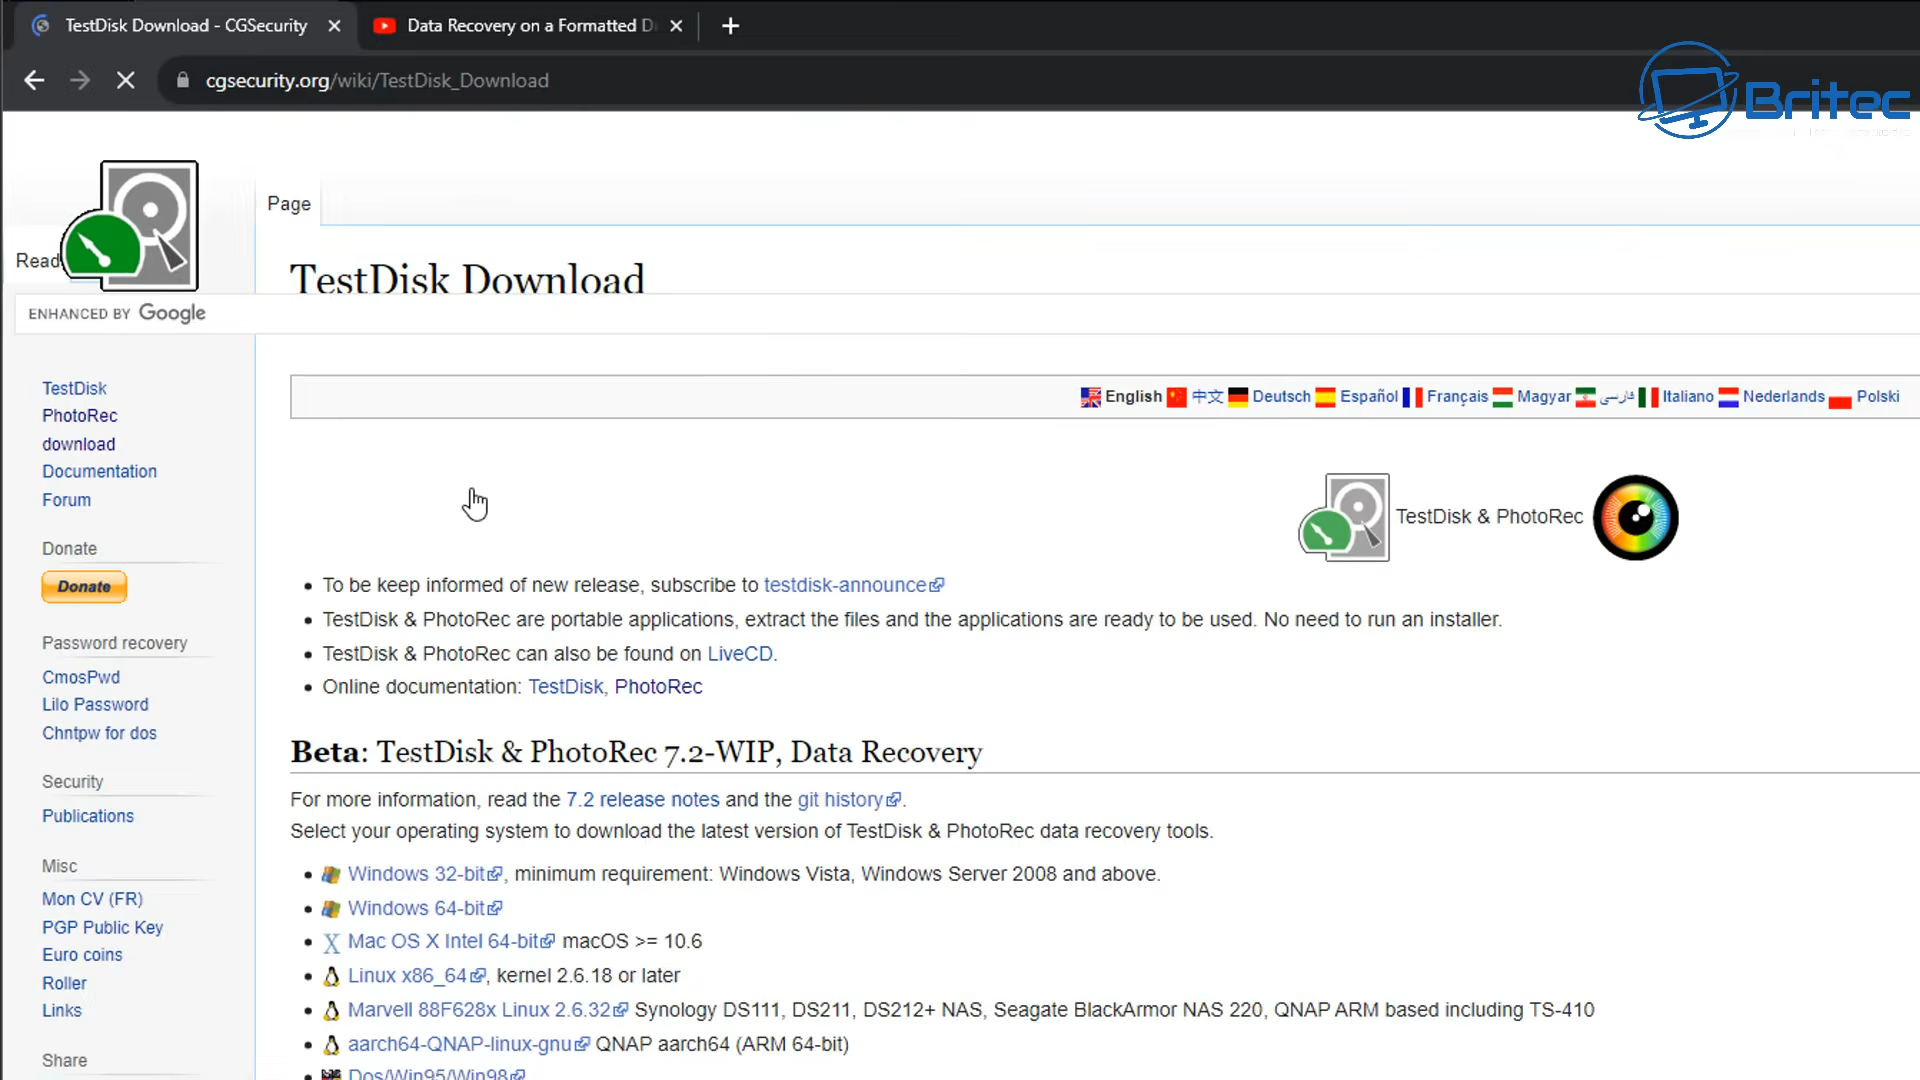 TestDisk Download - CGSecurity
Data Recovery on a Formatted D
cgsecurity.org/wiki/TestDisk_Download
Britec
Page
Read
TestDisk Download
ENHANCED BY Google
English 中文 Deutsch Español Français Magyar فارسی Italiano Nederlands Polski
TestDisk
PhotoRec
download
Documentation
Forum
Donate
Donate
Password recovery
CmosPwd
Lilo Password
Chntpw for dos
Security
Publications
Misc
Mon CV (FR)
PGP Public Key
Euro coins
Roller
Links
Share
TestDisk & PhotoRec
• To be keep informed of new release, subscribe to testdisk-announce
• TestDisk & PhotoRec are portable applications, extract the files and the applications are ready to be used. No need to run an installer.
• TestDisk & PhotoRec can also be found on LiveCD.
• Online documentation: TestDisk, PhotoRec
Beta: TestDisk & PhotoRec 7.2-WIP, Data Recovery
For more information, read the 7.2 release notes and the git history.
Select your operating system to download the latest version of TestDisk & PhotoRec data recovery tools.
• Windows 32-bit, minimum requirement: Windows Vista, Windows Server 2008 and above.
• Windows 64-bit
• Mac OS X Intel 64-bit macOS >= 10.6
• Linux x86_64, kernel 2.6.18 or later
• Marvell 88F628x Linux 2.6.32 Synology DS111, DS211, DS212+ NAS, Seagate BlackArmor NAS 220, QNAP ARM based including TS-410
• aarch64-QNAP-linux-gnu QNAP aarch64 (ARM 64-bit)
• Dos/Win95/Win98